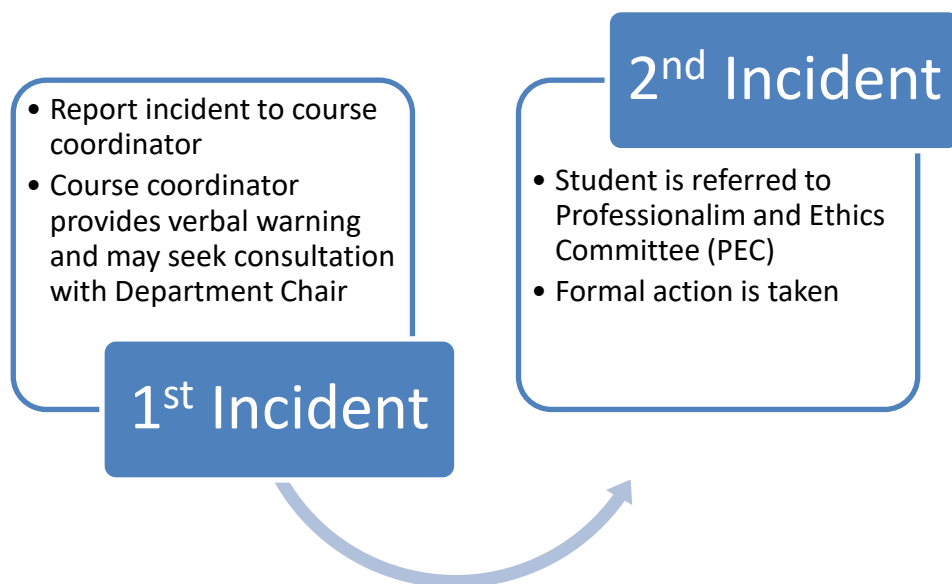 • Report incident to course
coordinator
• Course coordinator
provides verbal warning
and may seek consultation
with Department Chair
1st Incident
2nd Incident
• Student is referred to
Professionalim and Ethics
Committee (PEC)
• Formal action is taken